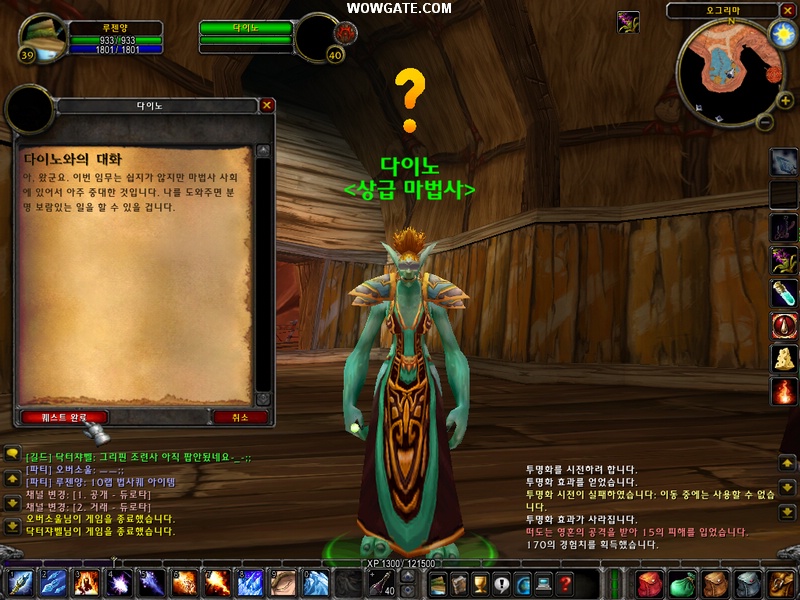 WOWGATE.COM
루젠양
933 / 933
1801 / 1801
39
다이노
40
오그리마
N
다이노
다이노와의 대화
아, 왔군요. 이번 임무는 쉽지가 않지만 마법사 사회
에 있어서 아주 중대한 것입니다. 나를 도와주면 분
명 보람있는 일을 할 수 있을 겁니다.
퀘스트 완료
취소
?
다이노
<상급 마법사>
[길드] 닥터쟈벨: 그리핀 조련사 아직 팝안됬네요-_-;;
[파티] 오버소울: ㅡㅡ;;
[파티] 루젠양: 10랩 법사퀘 아이템
채널 변경: [1. 공개 - 듀로타]
채널 변경: [2. 거래 - 듀로타]
오버소울님이 게임을 종료했습니다.
닥터쟈벨님이 게임을 종료했습니다.
투명화를 시전하려 합니다.
투명화 효과를 얻었습니다.
투명화 시전이 실패하였습니다: 이동 중에는 사용할 수 없습
니다.
투명화 효과가 사라집니다.
떠도는 영혼의 공격을 받아 15의 피해를 입었습니다.
170의 경험치를 획득했습니다.
XP 1300 / 121500
40